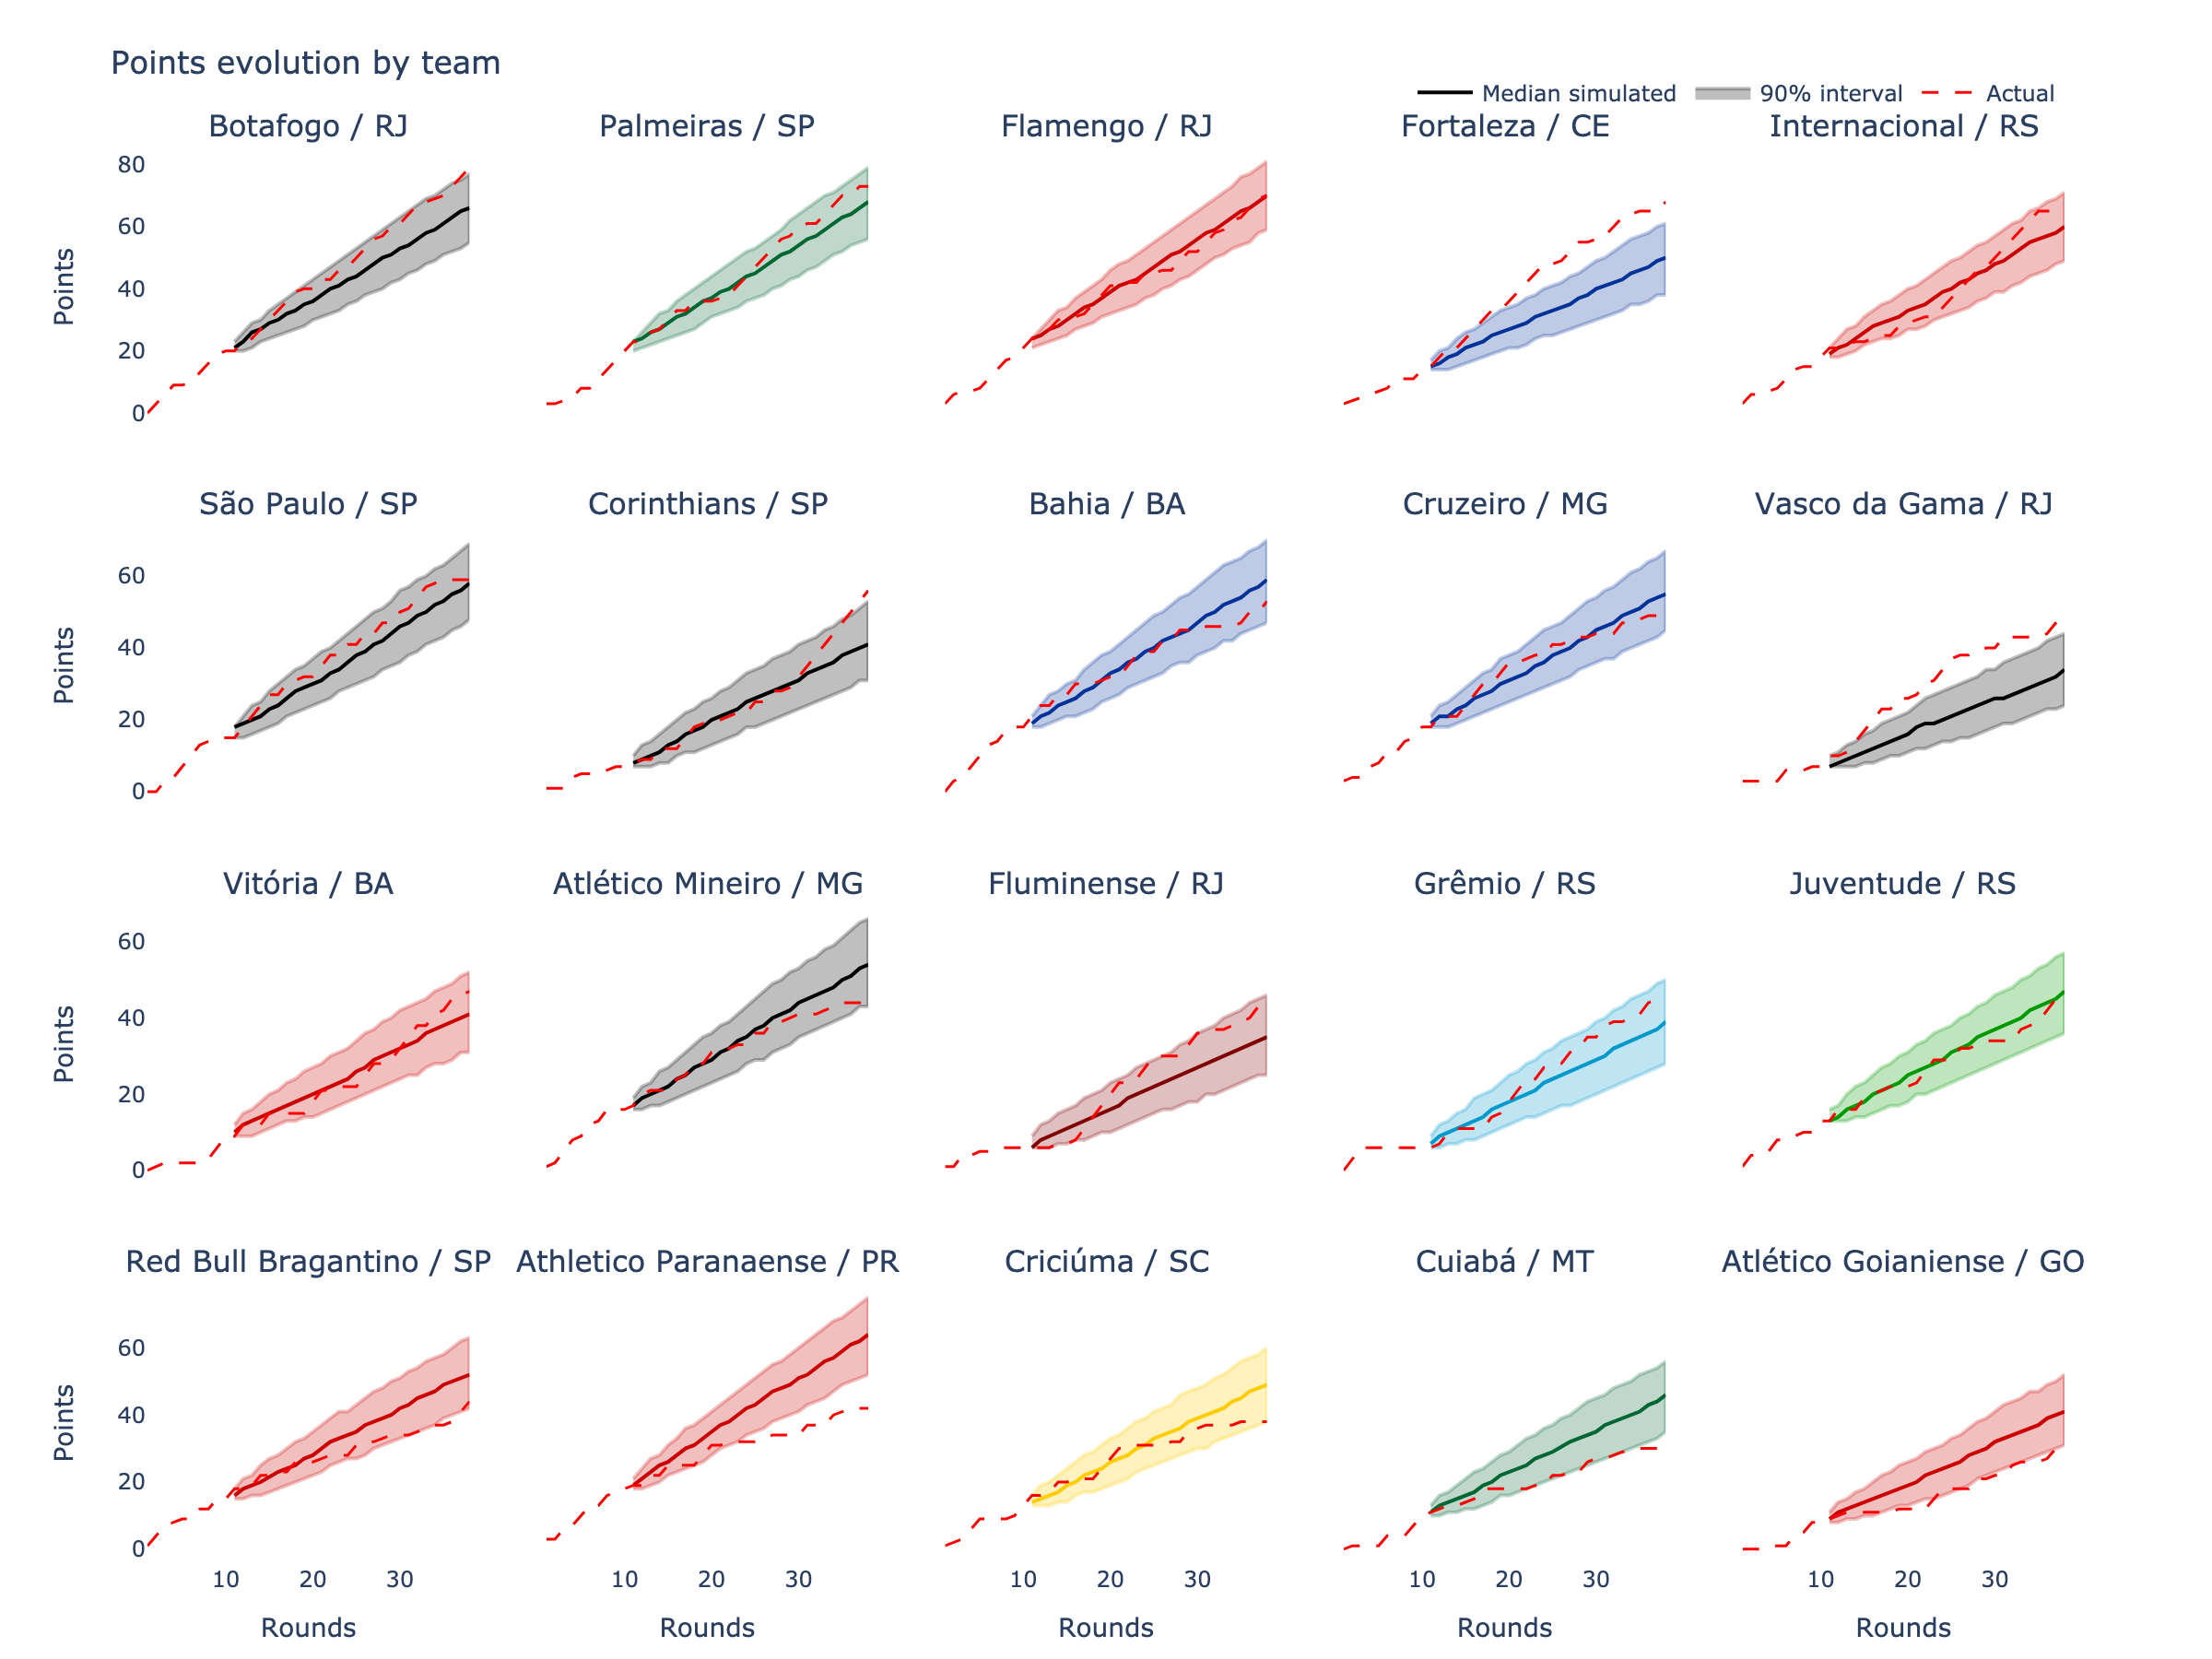 Points evolution by team
Median simulated 90% interval Actual
Botafogo / RJ Palmeiras / SP Flamengo / RJ Fortaleza / CE Internacional / RS
80
60
40
20
0
Points
São Paulo / SP Corinthians / SP Bahia / BA Cruzeiro / MG Vasco da Gama / RJ
60
40
20
0
Points
Vitória / BA Atlético Mineiro / MG Fluminense / RJ Grêmio / RS Juventude / RS
60
40
20
0
Points
Red Bull Bragantino / SP Athletico Paranaense / PR Criciúma / SC Cuiabá / MT Atlético Goianiense / GO
60
40
20
0
Points
10 20 30 10 20 30 10 20 30 10 20 30 10 20 30
Rounds Rounds Rounds Rounds Rounds